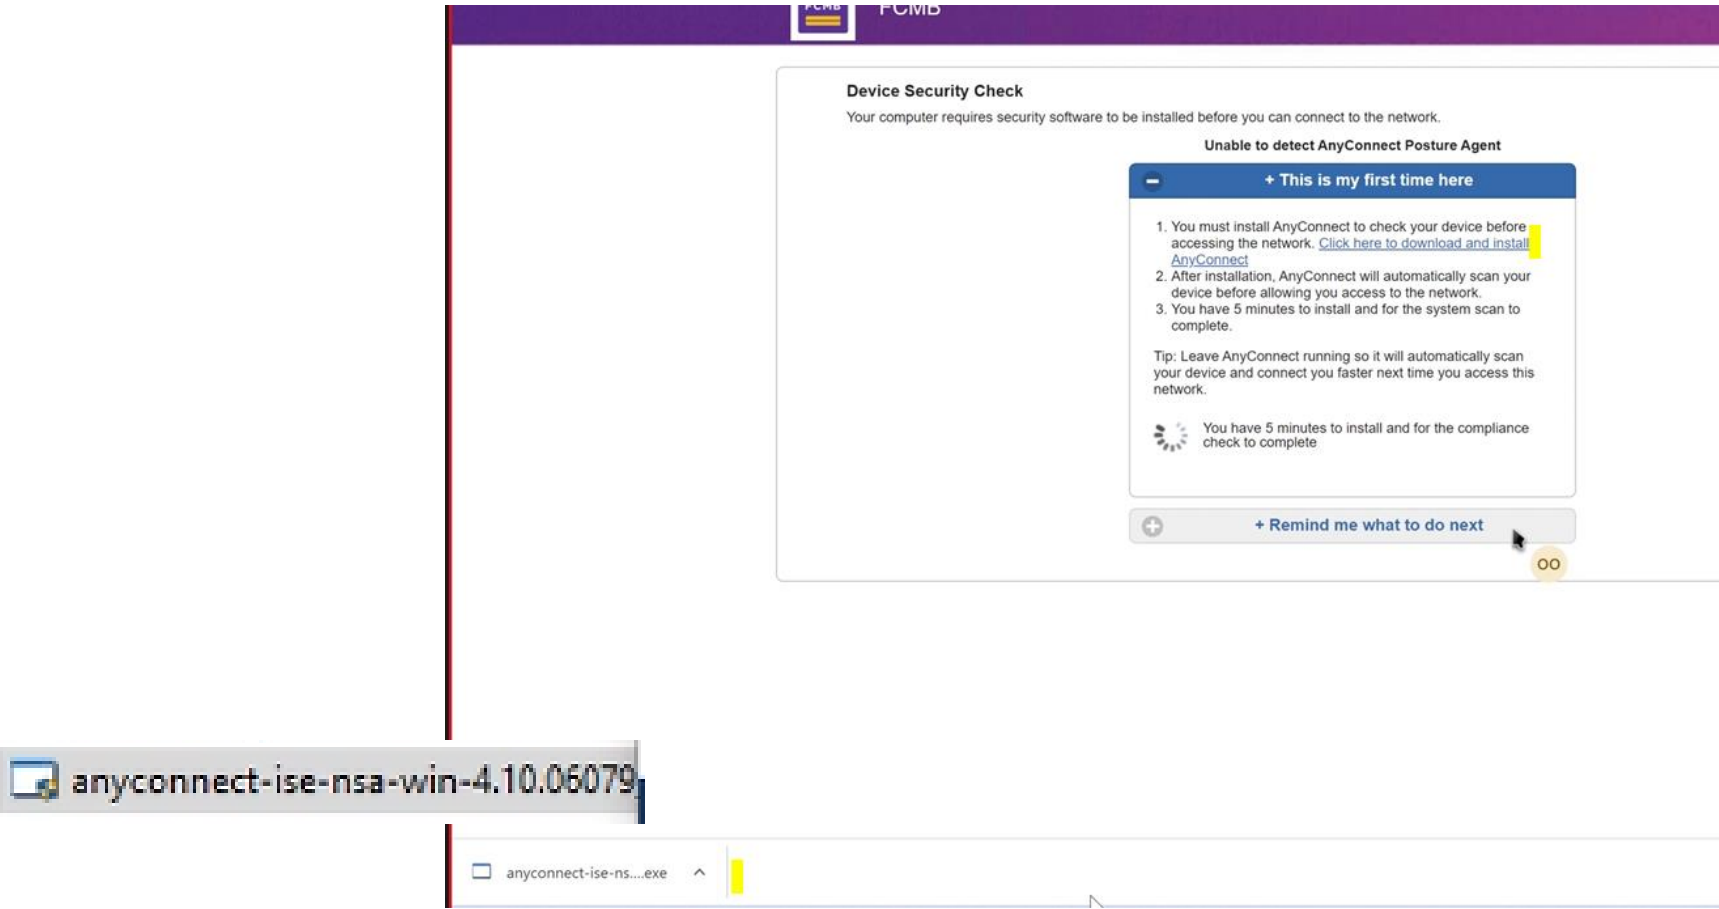 FCMB
FCMB
Device Security Check
Your computer requires security software to be installed before you can connect to the network.
Unable to detect AnyConnect Posture Agent
+ This is my first time here
1. You must install AnyConnect to check your device before
accessing the network. Click here to download and install
AnyConnect
2. After installation, AnyConnect will automatically scan your
device before allowing you access to the network.
3. You have 5 minutes to install and for the system scan to
complete.
Tip: Leave AnyConnect running so it will automatically scan
your device and connect you faster next time you access this
network.
You have 5 minutes to install and for the compliance
check to complete
+ Remind me what to do next
OO
anyconnect-ise-nsa-win-4.10.06079
anyconnect-ise-ns....exe